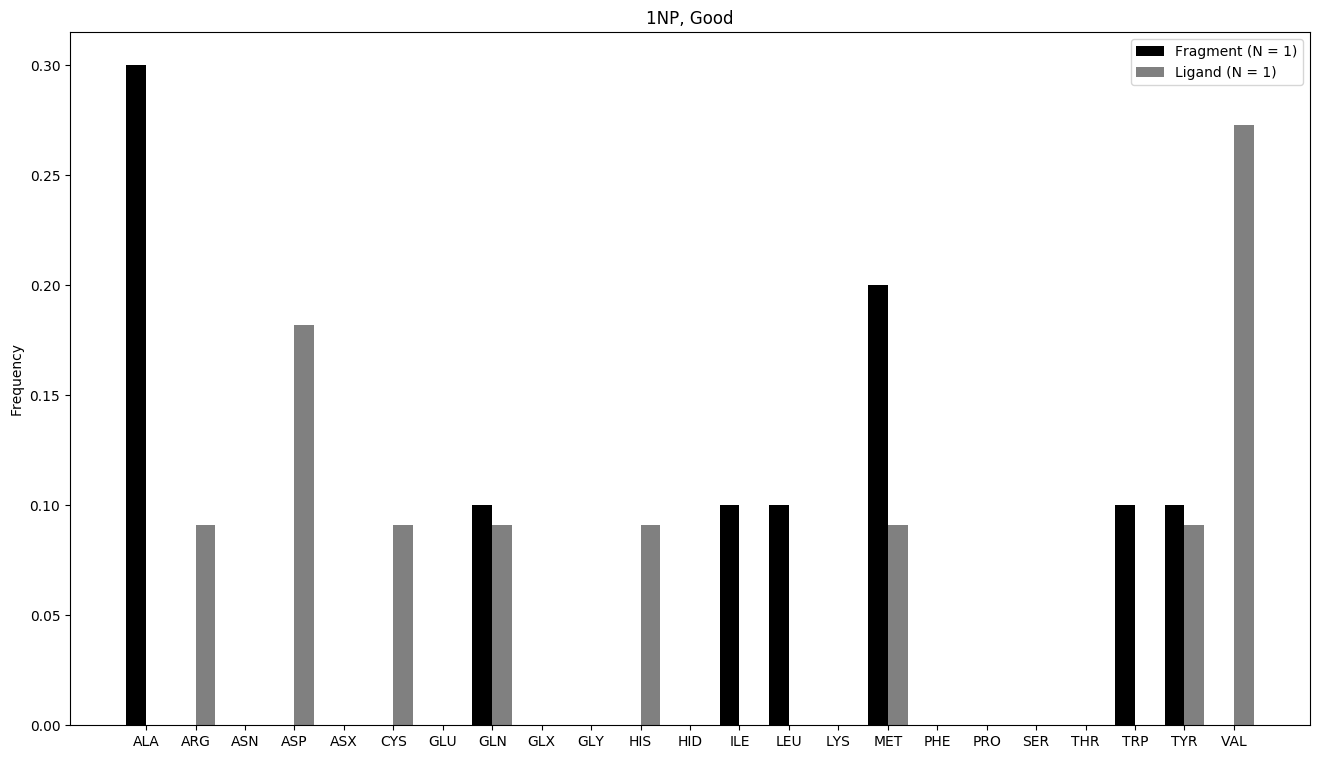 1NP, Good
Fragment (N = 1)
Ligand (N = 1)
Frequency
0.30
0.25
0.20
0.15
0.10
0.05
0.00
ALA ARG ASN ASP ASX CYS GLU GLN GLX GLY HIS HID ILE LEU LYS MET PHE PRO SER THR TRP TYR VAL